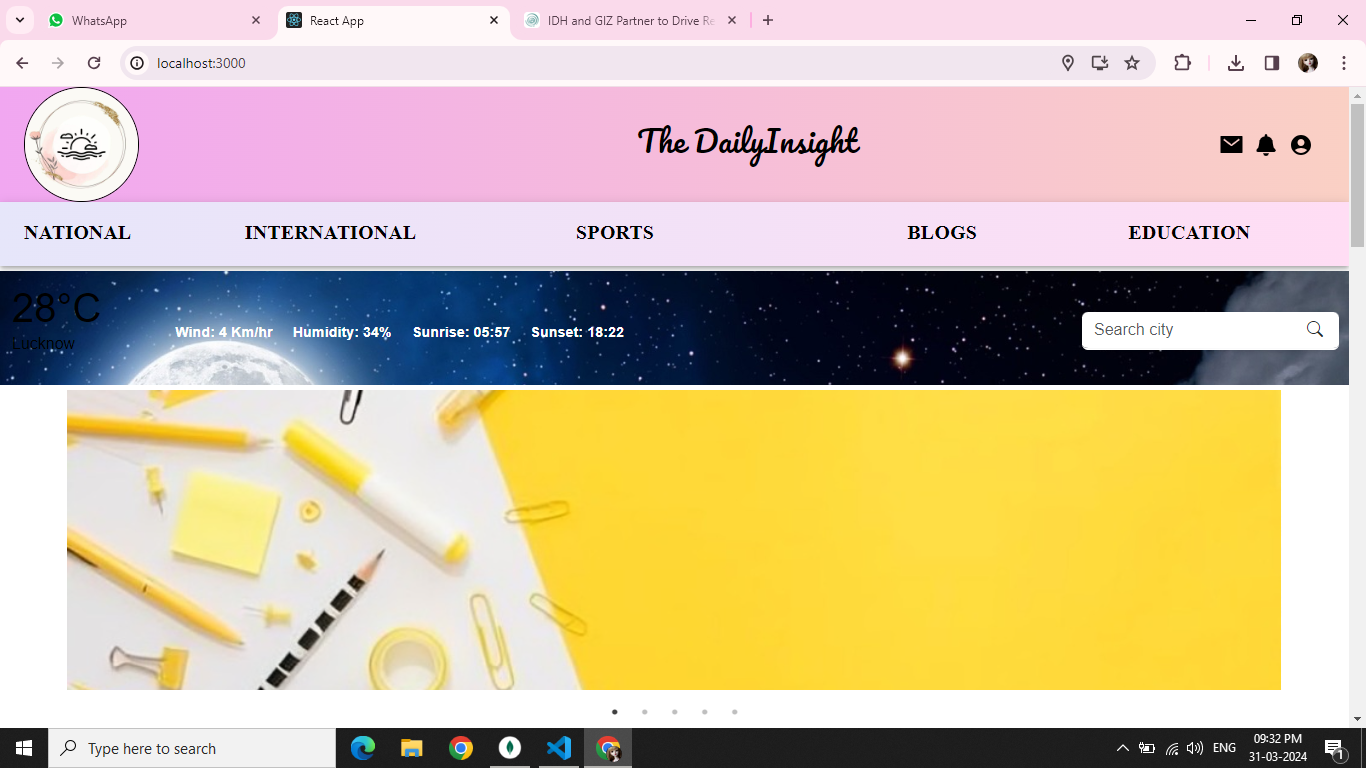 WhatsApp
React App
IDH and GIZ Partner to Drive Re
localhost:3000
The DailyInsight
NATIONAL INTERNATIONAL SPORTS BLOGS EDUCATION
28°C
Lucknow
Wind: 4 Km/hr Humidity: 34% Sunrise: 05:57 Sunset: 18:22
Search city
Type here to search
ENG
09:32 PM
31-03-2024
1